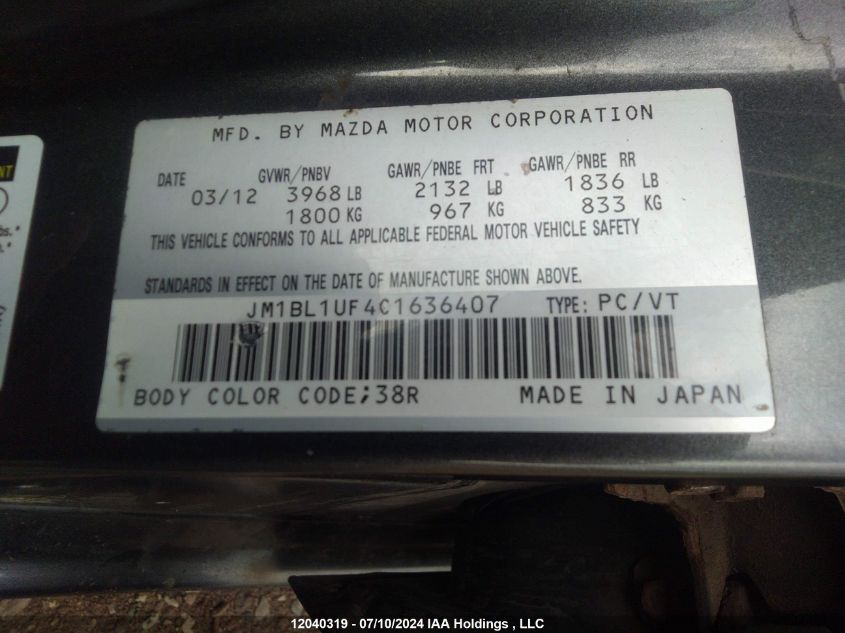 MFD. BY MAZDA MOTOR CORPORATION
DATE GVWR/PNBV GAWR/PNBE FRT GAWR/PNBE RR
03/12 3968 LB 2132 LB 1836 LB
1800 KG 967 KG 833 KG
THIS VEHICLE CONFORMS TO ALL APPLICABLE FEDERAL MOTOR VEHICLE SAFETY
STANDARDS IN EFFECT ON THE DATE OF MANUFACTURE SHOWN ABOVE.
JM1BL1UF4C1636407 TYPE: PC/VT
BODY COLOR CODE;38R MADE IN JAPAN
12040319 - 07/10/2024 IAA Holdings , LLC